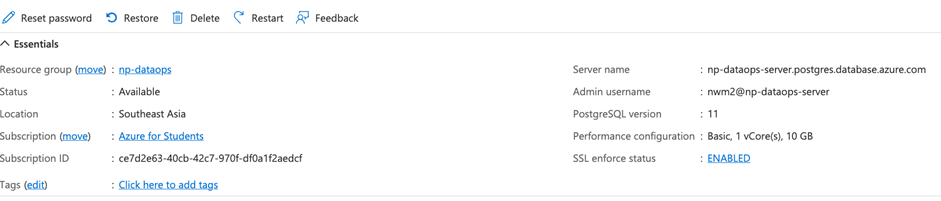 Reset password Restore Delete Restart Feedback
Essentials
Resource group (move) : np-dataops
Status : Available
Location : Southeast Asia
Subscription (move) : Azure for Students
Subscription ID : ce7d2e63-40cb-42c7-970f-df0a1f2aedcf
Tags (edit) : Click here to add tags
Server name : np-dataops-server.postgres.database.azure.com
Admin username : nwm2@np-dataops-server
PostgreSQL version : 11
Performance configuration : Basic, 1 vCore(s), 10 GB
SSL enforce status : ENABLED